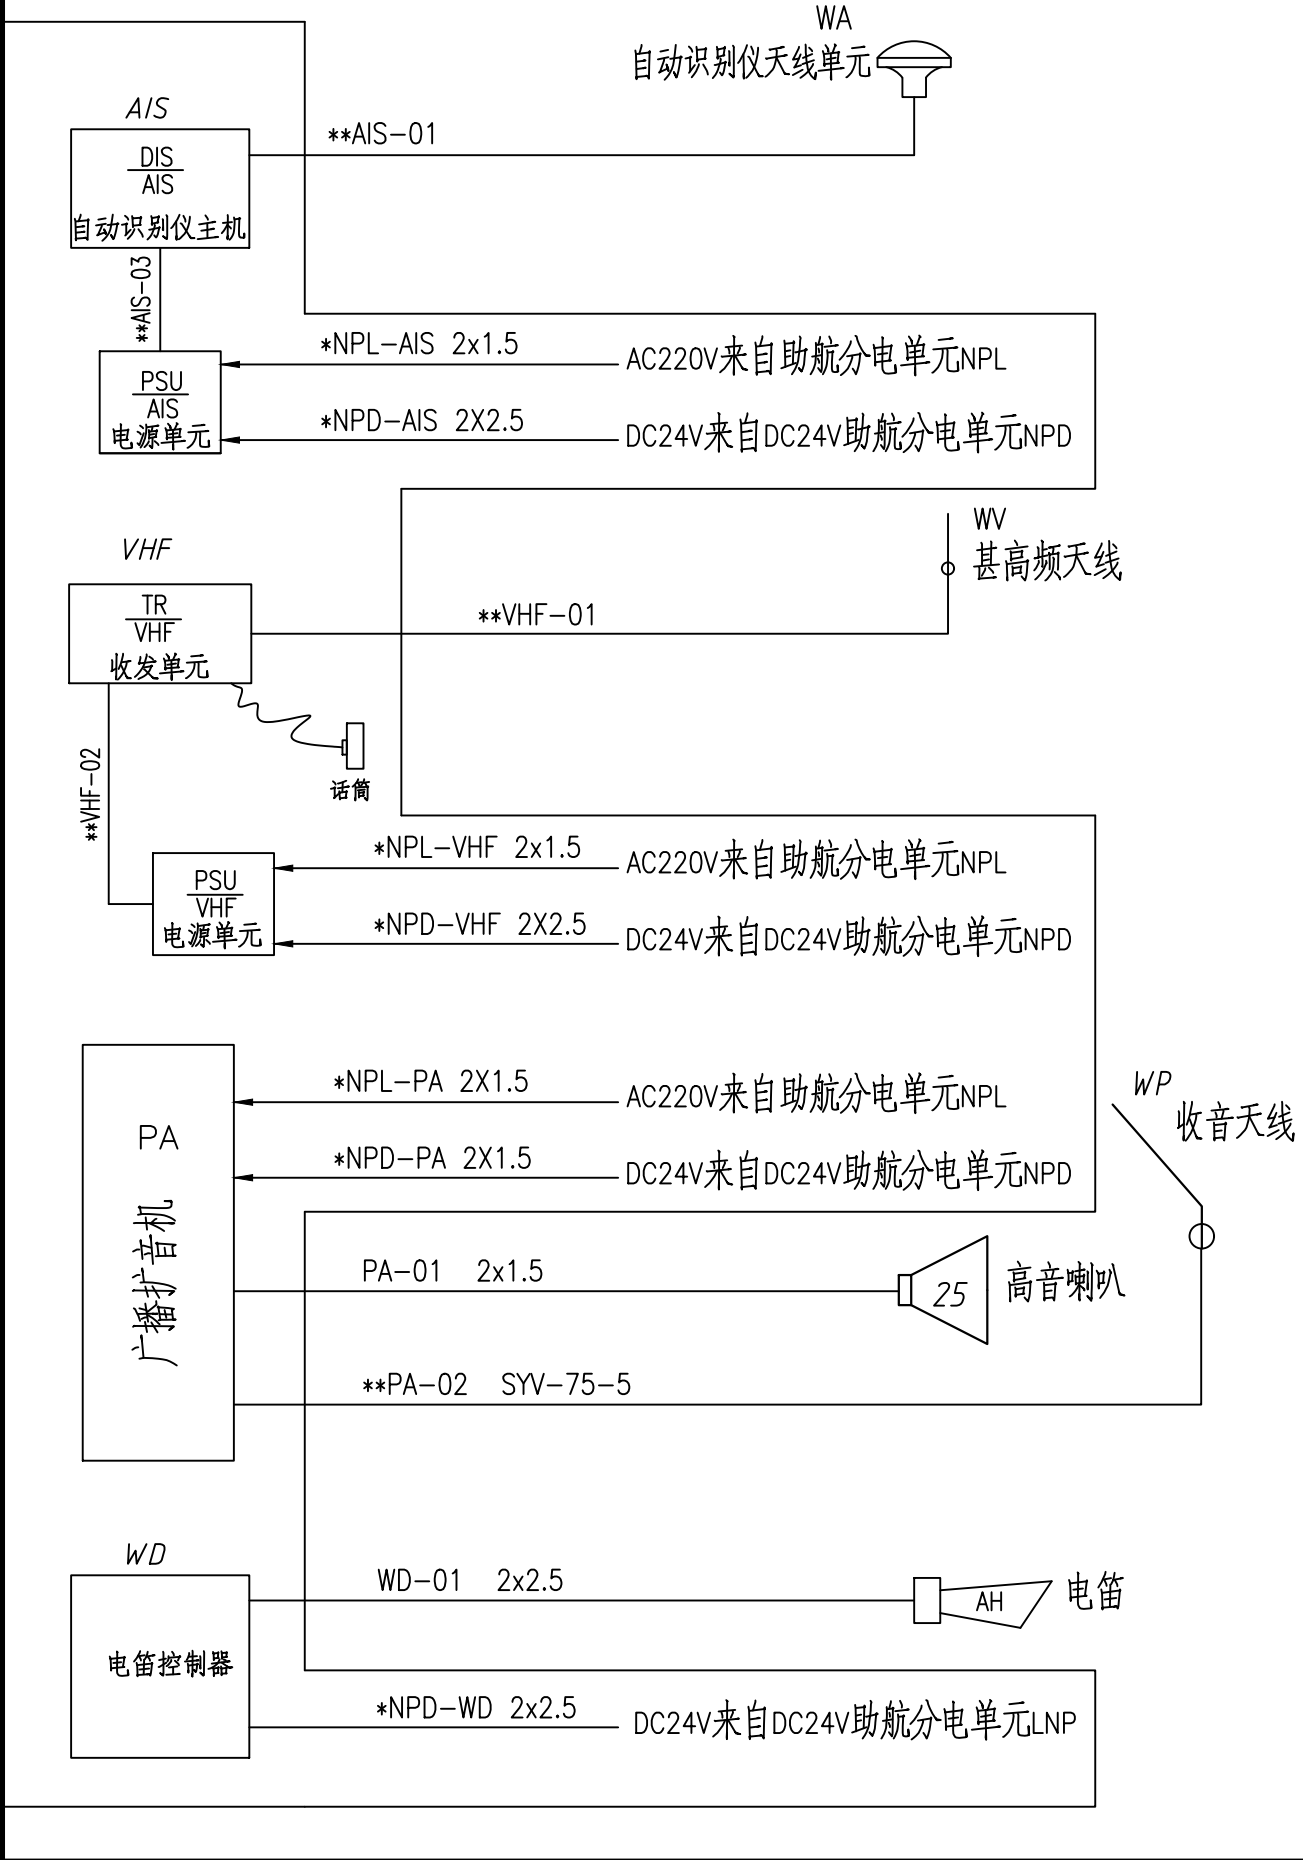 WA
自动识别仪天线单元
AIS
**AIS-01
DIS
AIS
自动识别仪主机
**AIS-03
*NPL-AIS 2x1.5
AC220V来自助航分电单元NPL
PSU
AIS
电源单元
*NPD-AIS 2X2.5
DC24V来自DC24V助航分电单元NPD
WV
甚高频天线
VHF
TR
VHF
收发单元
**VHF-01
**VHF-02
话筒
*NPL-VHF 2x1.5
AC220V来自助航分电单元NPL
PSU
VHF
电源单元
*NPD-VHF 2X2.5
DC24V来自DC24V助航分电单元NPD
*NPL-PA 2X1.5
AC220V来自助航分电单元NPL
WP
收音天线
PA
广播扩音机
*NPD-PA 2X1.5
DC24V来自DC24V助航分电单元NPD
PA-01 2x1.5
25
高音喇叭
**PA-02 SYV-75-5
WD
WD-01 2x2.5
AH
电笛
电笛控制器
*NPD-WD 2x2.5
DC24V来自DC24V助航分电单元LNP